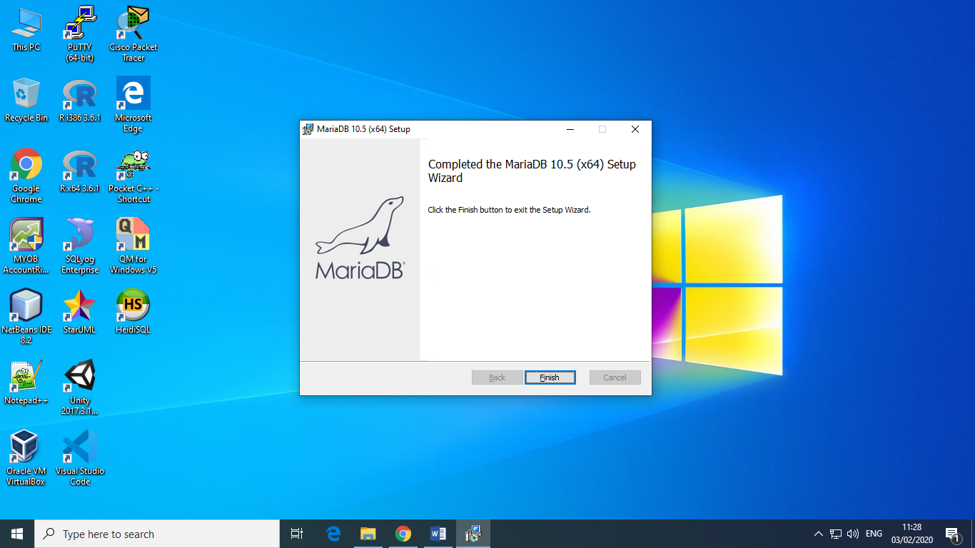 This PC
PuTTY
(64-bit)
Cisco Packet
Tracer
Recycle Bin
R i386 3.6.1
Microsoft
Edge
Google
Chrome
R x64 3.6.1
Pocket C++ -
Shortcut
MYOB
AccountRi...
SQLyog
Enterprise
QM for
Windows V5
NetBeans IDE
8.2
StarUML
HeidiSQL
Notepad++
Unity
2017.3.1...
Oracle VM
VirtualBox
Visual Studio
Code
MariaDB 10.5 (x64) Setup
MariaDB
Completed the MariaDB 10.5 (x64) Setup
Wizard
Click the Finish button to exit the Setup Wizard.
Back
Finish
Cancel
Type here to search
ENG
11:28
03/02/2020
1